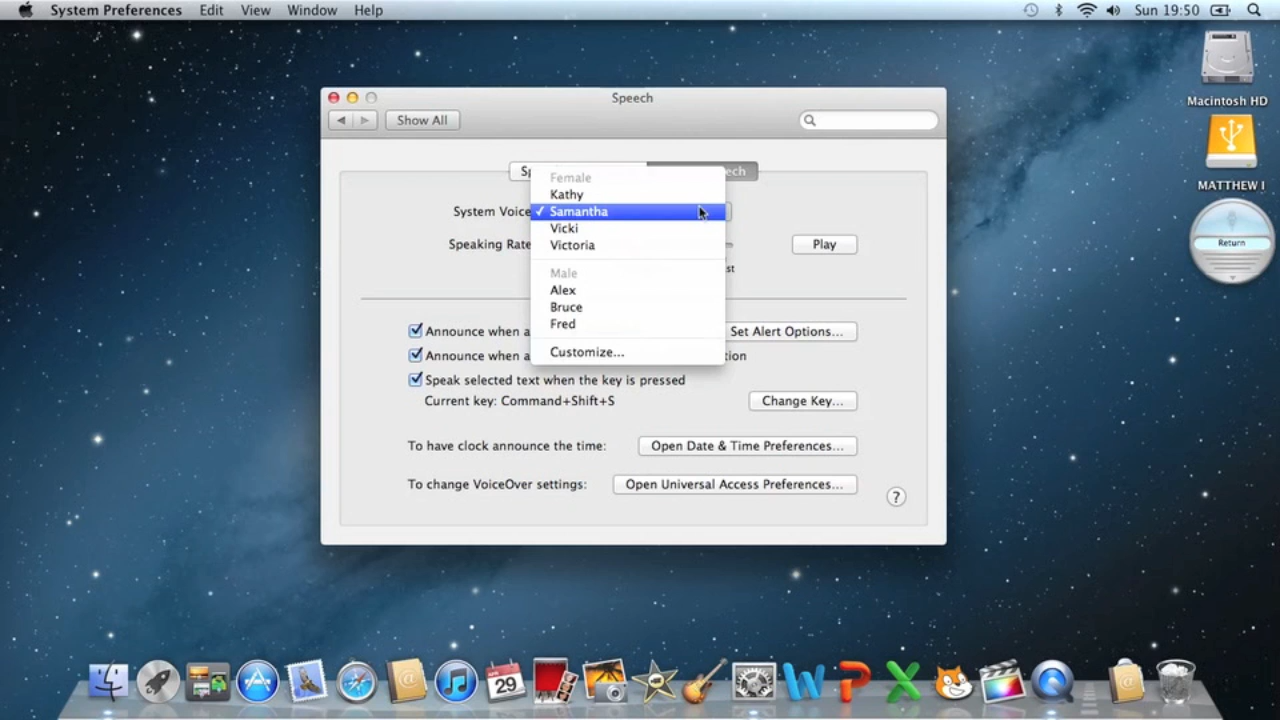 System Preferences Edit View Window Help Sun 19:50
Macintosh HD
MATTHEW I
Return
Speech
Show All
Female
Kathy
System Voice ✓ Samantha
Vicki
Victoria
Speaking Rate Play
Male
Alex
Bruce
Fred
Customize...
Announce when a Set Alert Options...
Announce when a
Speak selected text when the key is pressed
Current key: Command+Shift+S Change Key...
To have clock announce the time: Open Date & Time Preferences...
To change VoiceOver settings: Open Universal Access Preferences...
?
29